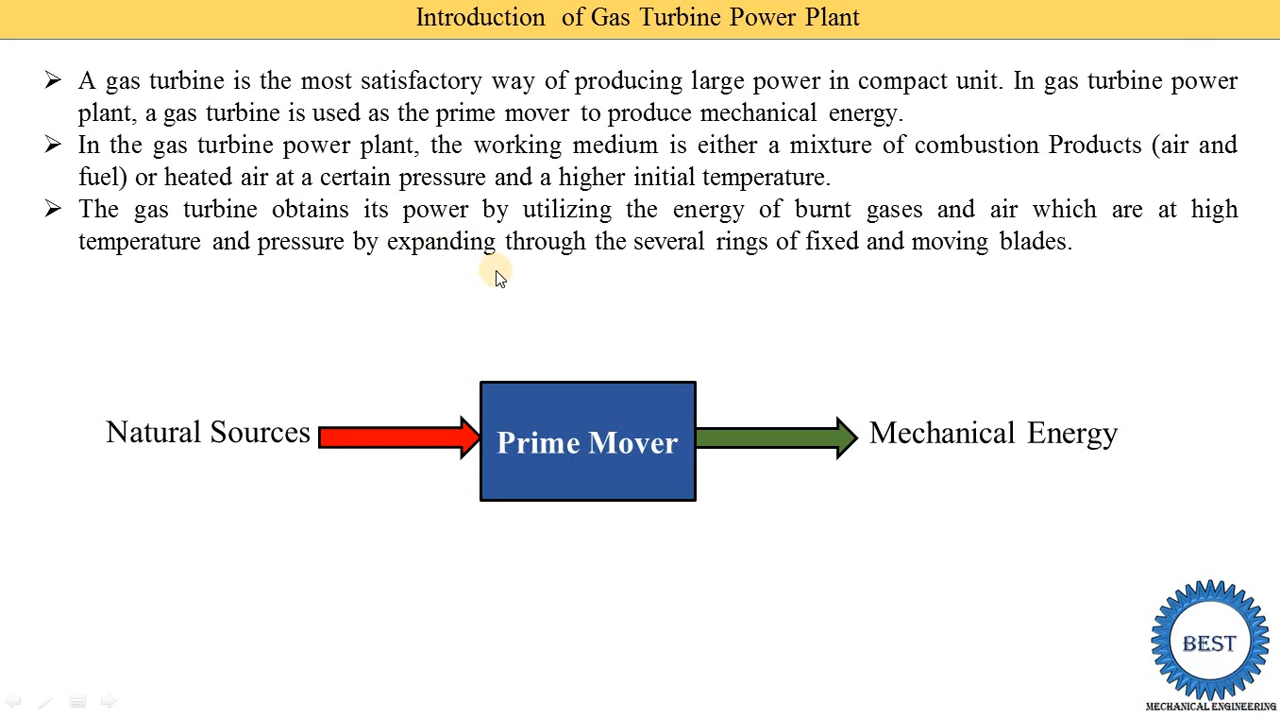 Introduction of Gas Turbine Power Plant
➢ A gas turbine is the most satisfactory way of producing large power in compact unit. In gas turbine power
plant, a gas turbine is used as the prime mover to produce mechanical energy.
➢ In the gas turbine power plant, the working medium is either a mixture of combustion Products (air and
fuel) or heated air at a certain pressure and a higher initial temperature.
➢ The gas turbine obtains its power by utilizing the energy of burnt gases and air which are at high
temperature and pressure by expanding through the several rings of fixed and moving blades.
Natural Sources
Prime Mover
Mechanical Energy
BEST
MECHANICAL ENGINEERING